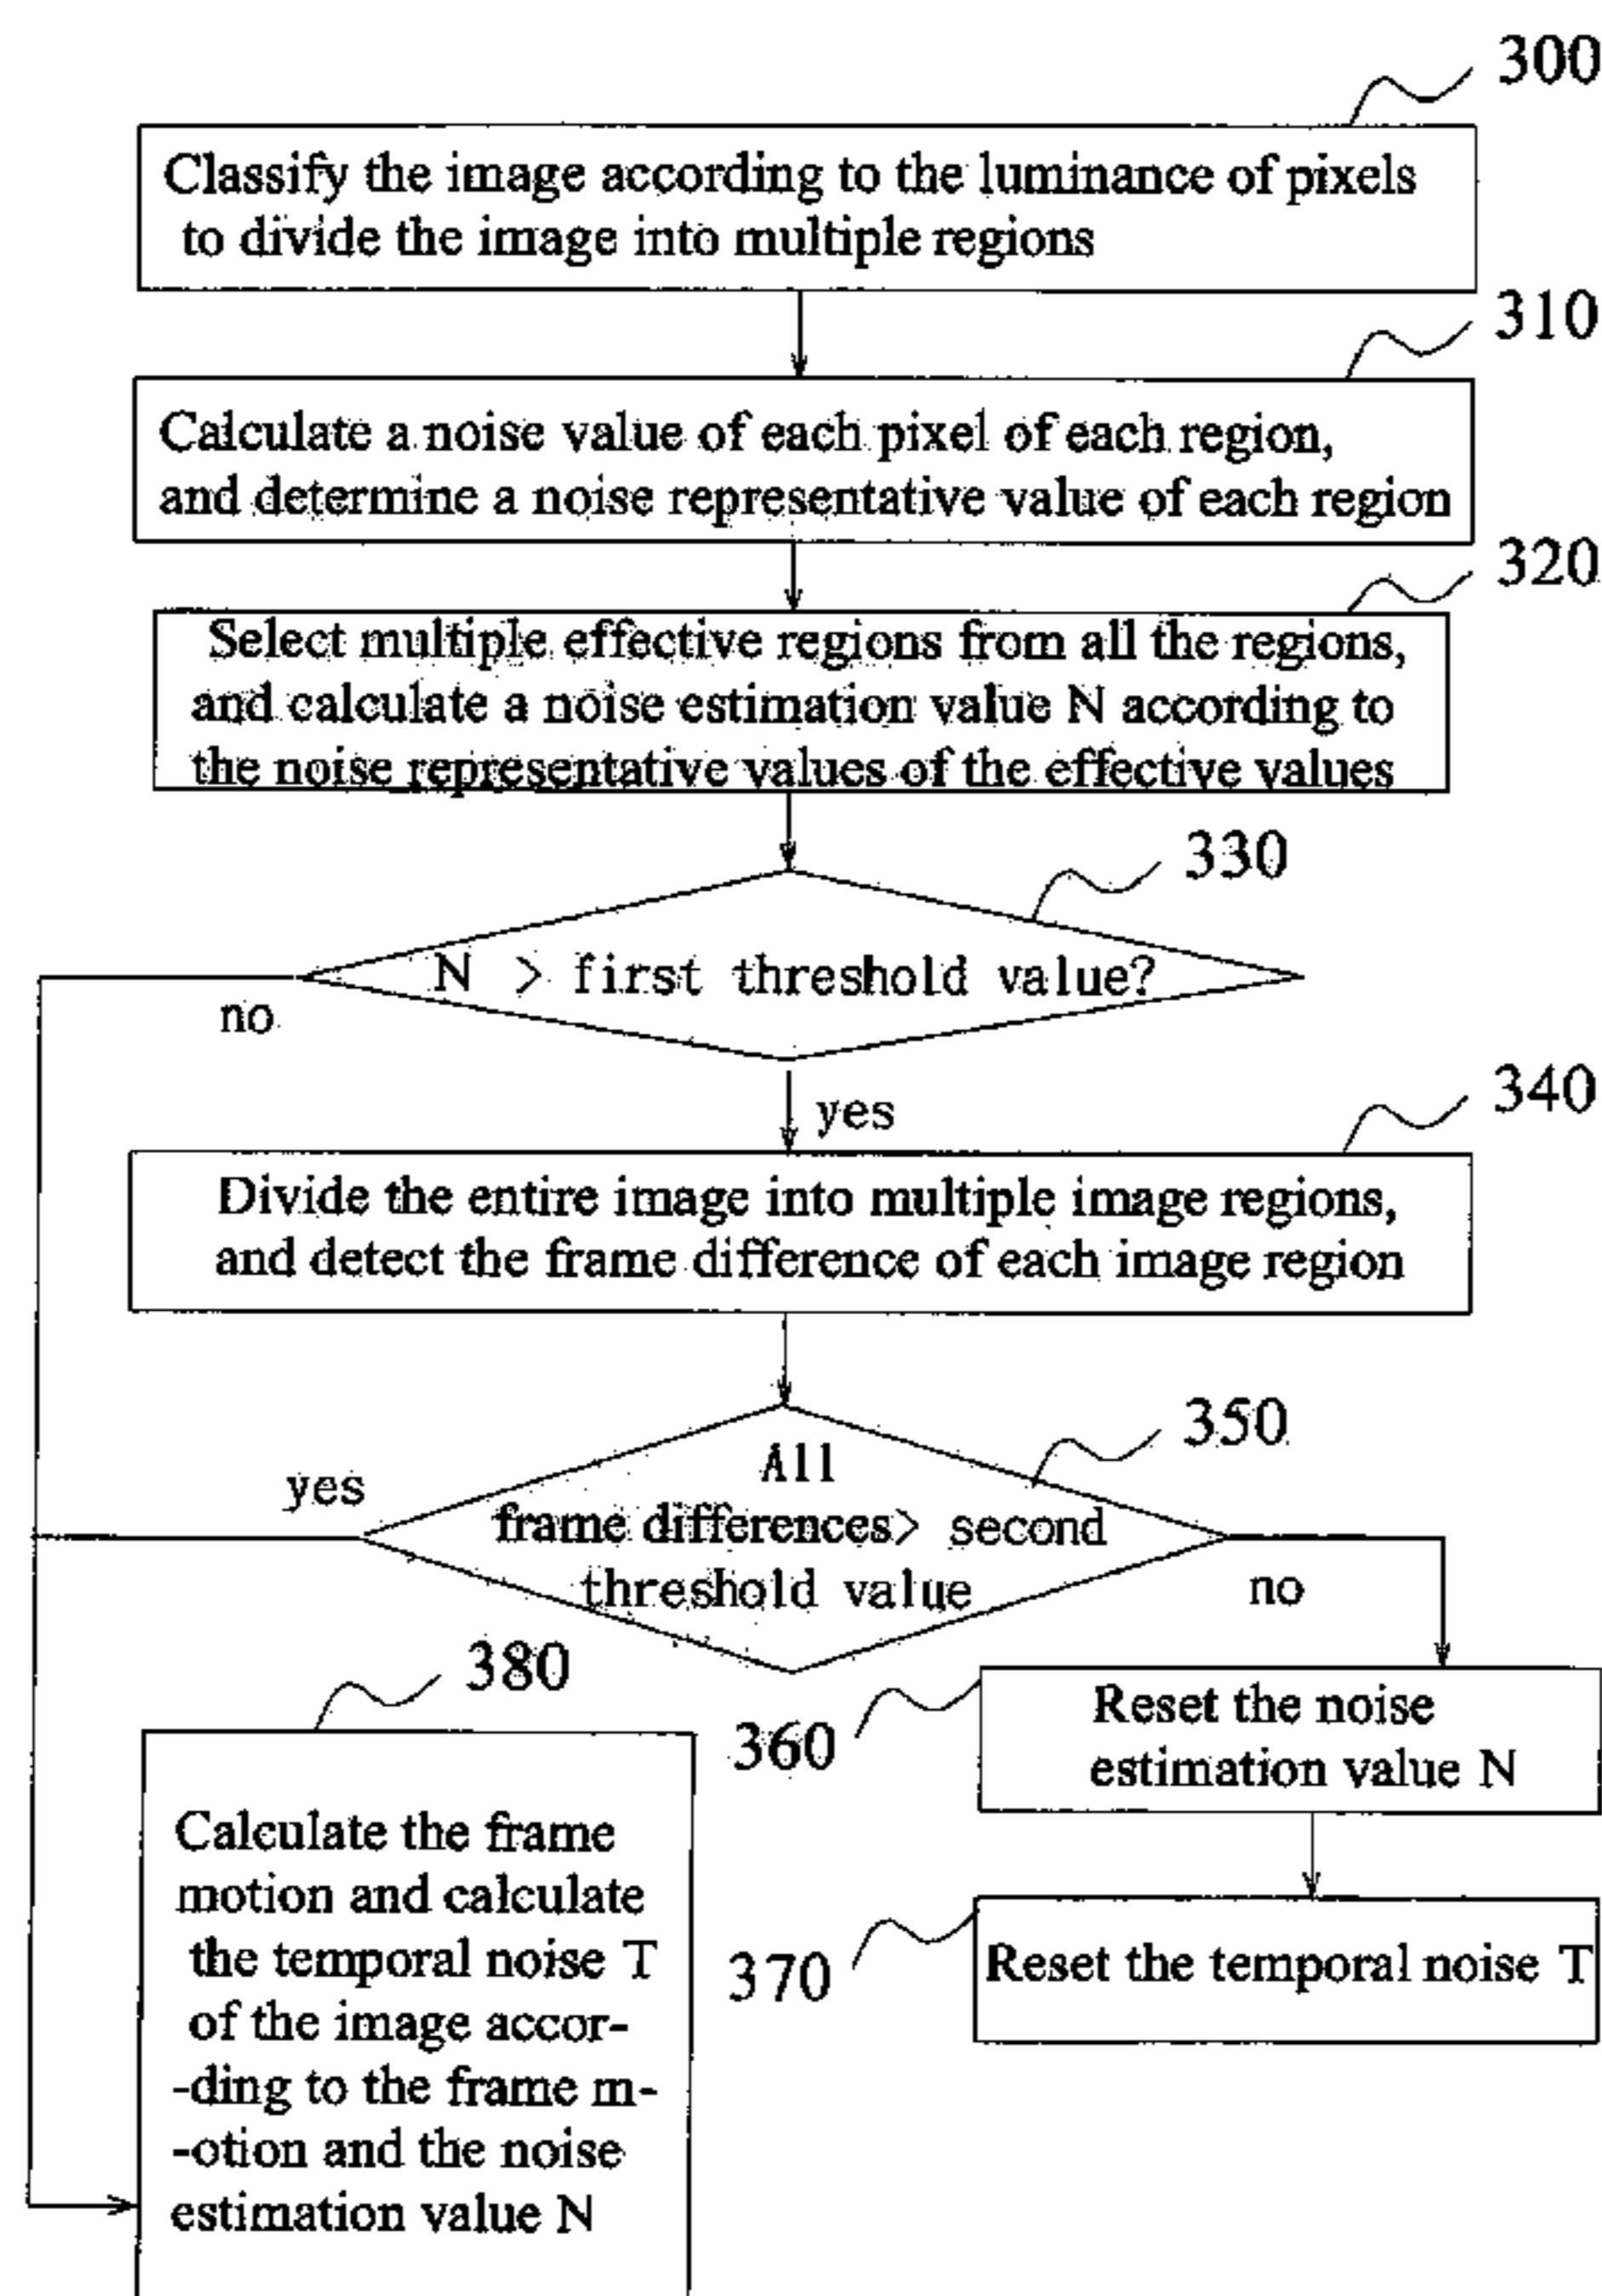 300
Classify the image according to the luminance of pixels
to divide the image into multiple regions
310
Calculate a noise value of each pixel of each region,
and determine a noise representative value of each region
320
Select multiple effective regions from all the regions,
and calculate a noise estimation value N according to
the noise representative values of the effective values
330
N > first threshold value?
no
yes
340
Divide the entire image into multiple image regions,
and detect the frame difference of each image region
350
All
frame differences> second
threshold value
yes
no
360
Reset the noise
estimation value N
370
Reset the temporal noise T
380
Calculate the frame
motion and calculate
the temporal noise T
of the image accor-
-ding to the frame m-
-otion and the noise
estimation value N